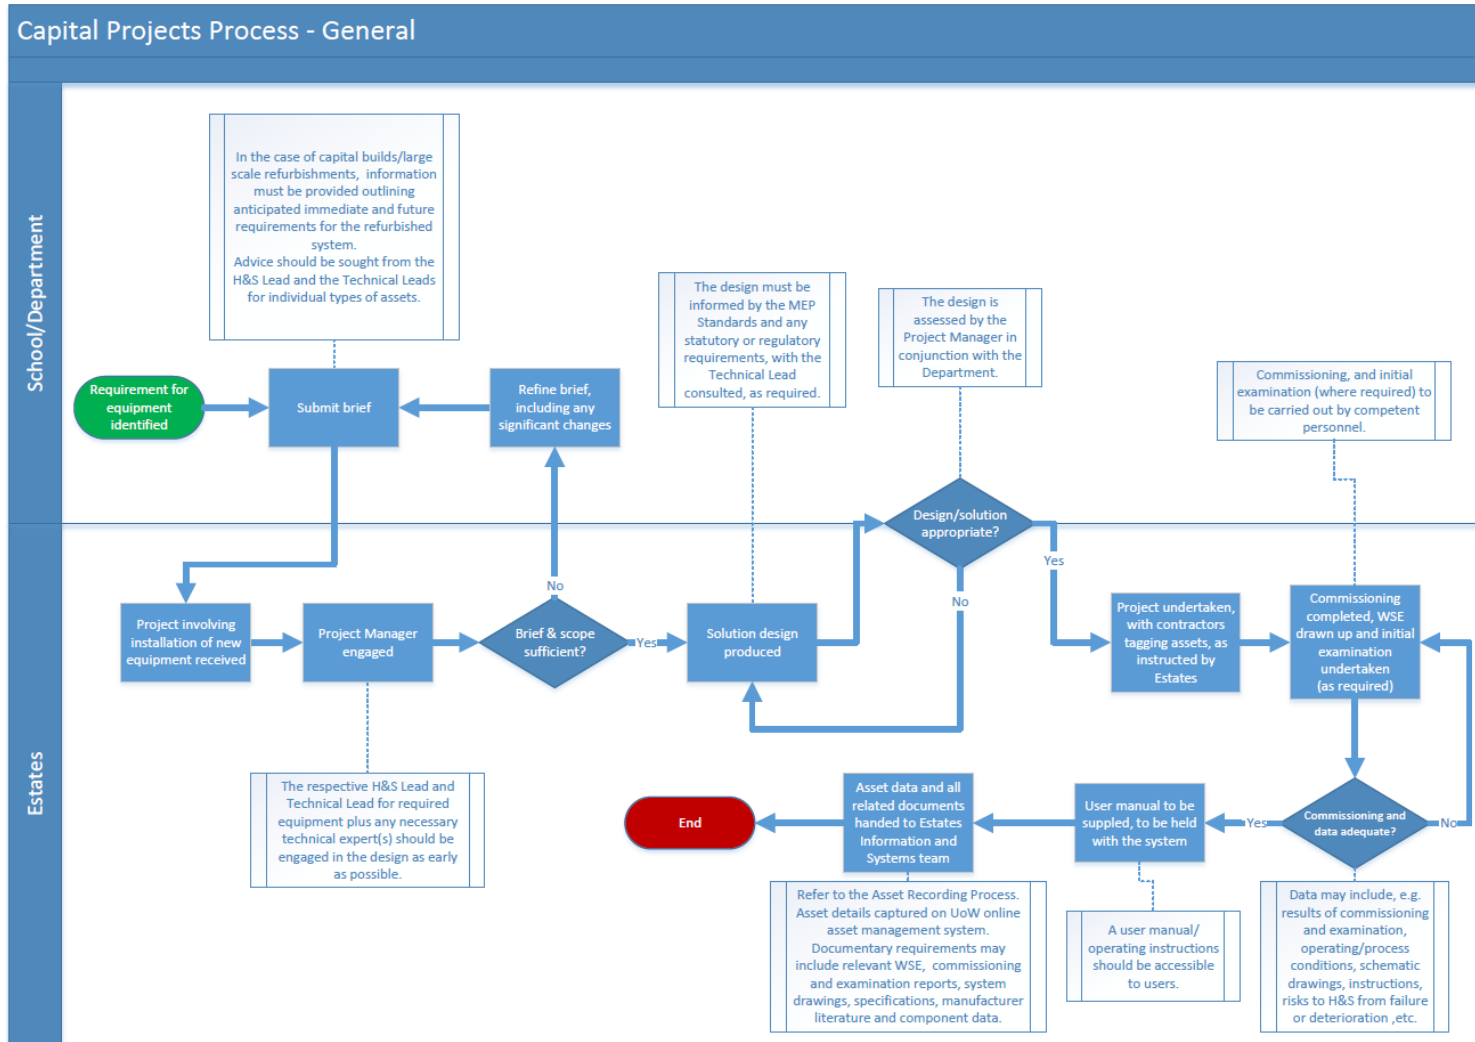 Capital Projects Process - General
School/Department
In the case of capital builds/large
scale refurbishments,  information
must be provided outlining
anticipated immediate and future
requirements for the refurbished
system.
Advice should be sought from the
H&S Lead and the Technical Leads
for individual types of assets.
The design must be
informed by the MEP
Standards and any
statutory or regulatory
requirements, with the
Technical Lead
consulted, as required.
The design is
assessed by the
Project Manager in
conjunction with the
Department.
Commissioning, and initial
examination (where required) to
be carried out by competent
personnel.
Requirement for
equipment
identified
Submit brief
Refine brief,
including any
significant changes
Design/solution
appropriate?
Yes
No
Estates
Project involving
installation of new
equipment received
Project Manager
engaged
No
Brief & scope
sufficient?
Yes
Solution design
produced
Project undertaken,
with contractors
tagging assets, as
instructed by
Estates
Commissioning
completed, WSE
drawn up and initial
examination
undertaken
(as required)
The respective H&S Lead and
Technical Lead for required
equipment plus any necessary
technical expert(s) should be
engaged in the design as early
as possible.
End
Asset data and all
related documents
handed to Estates
Information and
Systems team
User manual to be
suppled, to be held
with the system
Yes
Commissioning and
data adequate?
No
Refer to the Asset Recording Process.
Asset details captured on UoW online
asset management system.
Documentary requirements may
include relevant WSE,  commissioning
and examination reports, system
drawings, specifications, manufacturer
literature and component data.
A user manual/
operating instructions
should be accessible
to users.
Data may include, e.g.
results of commissioning
and examination,
operating/process
conditions, schematic
drawings, instructions,
risks to H&S from failure
or deterioration ,etc.